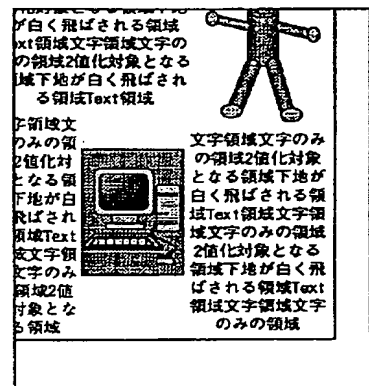 が白く飛ばされる領域
ext領域文字領域文字の
の領域2値化対象となる
域下地が白く飛ばされ
る領域Text領域
字領域文
のみの領
2値化対
となる領
下地が白
飛ばされ
領域Text
域文字領
文字のみ
領域2値
対象とな
る領域
文字領域文字のみ
の領域2値化対象
となる領域下地が
白く飛ばされる領
域Text領域文字領
域文字のみの領域
2値化対象となる
領域下地が白く飛
ばされる領域Text
領域文字領域文字
のみの領域